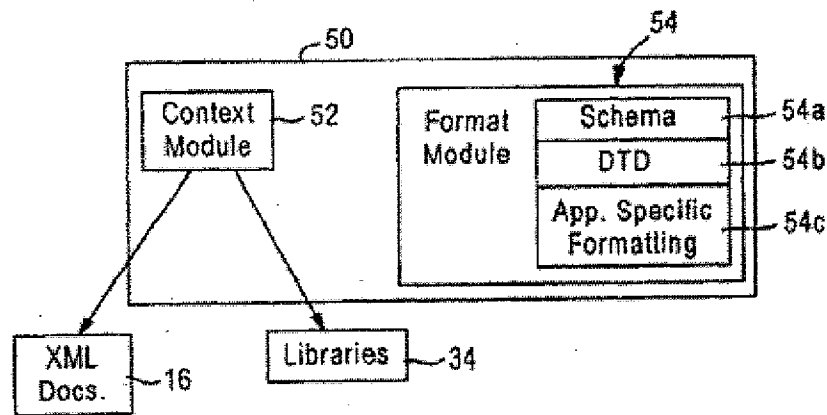 50
54
Context
Module
52
Format
Module
Schema
54a
DTD
54b
App. Specific
Formatting
54c
XML
Docs.
16
Libraries
34